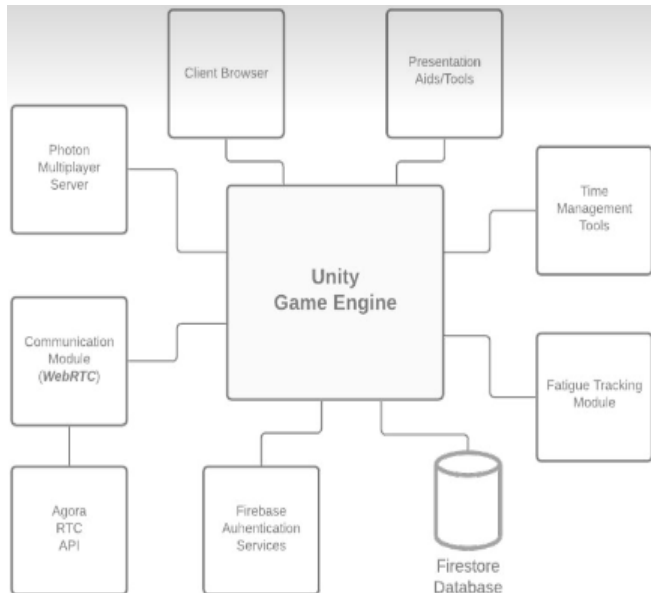 Client Browser
Presentation
Aids/Tools
Photon
Multiplayer
Server
Time
Management
Tools
Unity
Game Engine
Communication
Module
(WebRTC)
Fatigue Tracking
Module
Agora
RTC
API
Firebase
Auhentication
Services
Firestore
Database